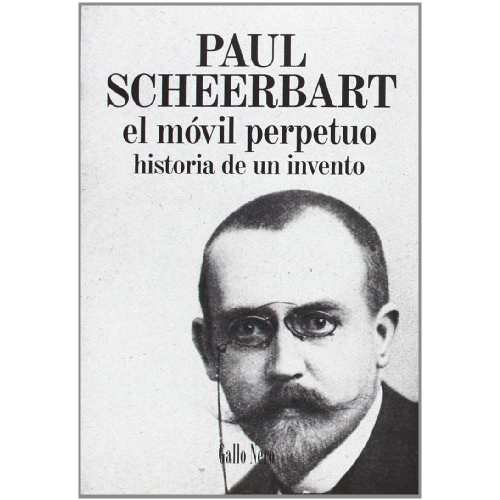 PAUL
SCHEERBART
el móvil perpetuo
historia de un invento
Gallo Nero